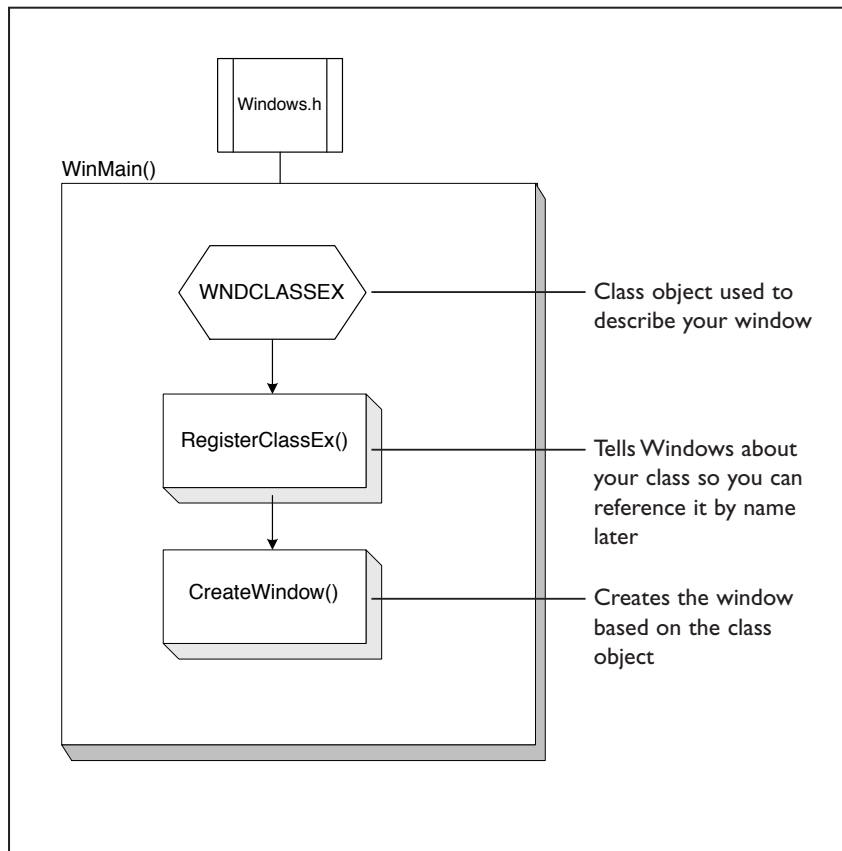 Windows.h
WinMain()
WNDCLASSEX
Class object used to
describe your window
RegisterClassEx()
Tells Windows about
your class so you can
reference it by name
later
CreateWindow()
Creates the window
based on the class
object